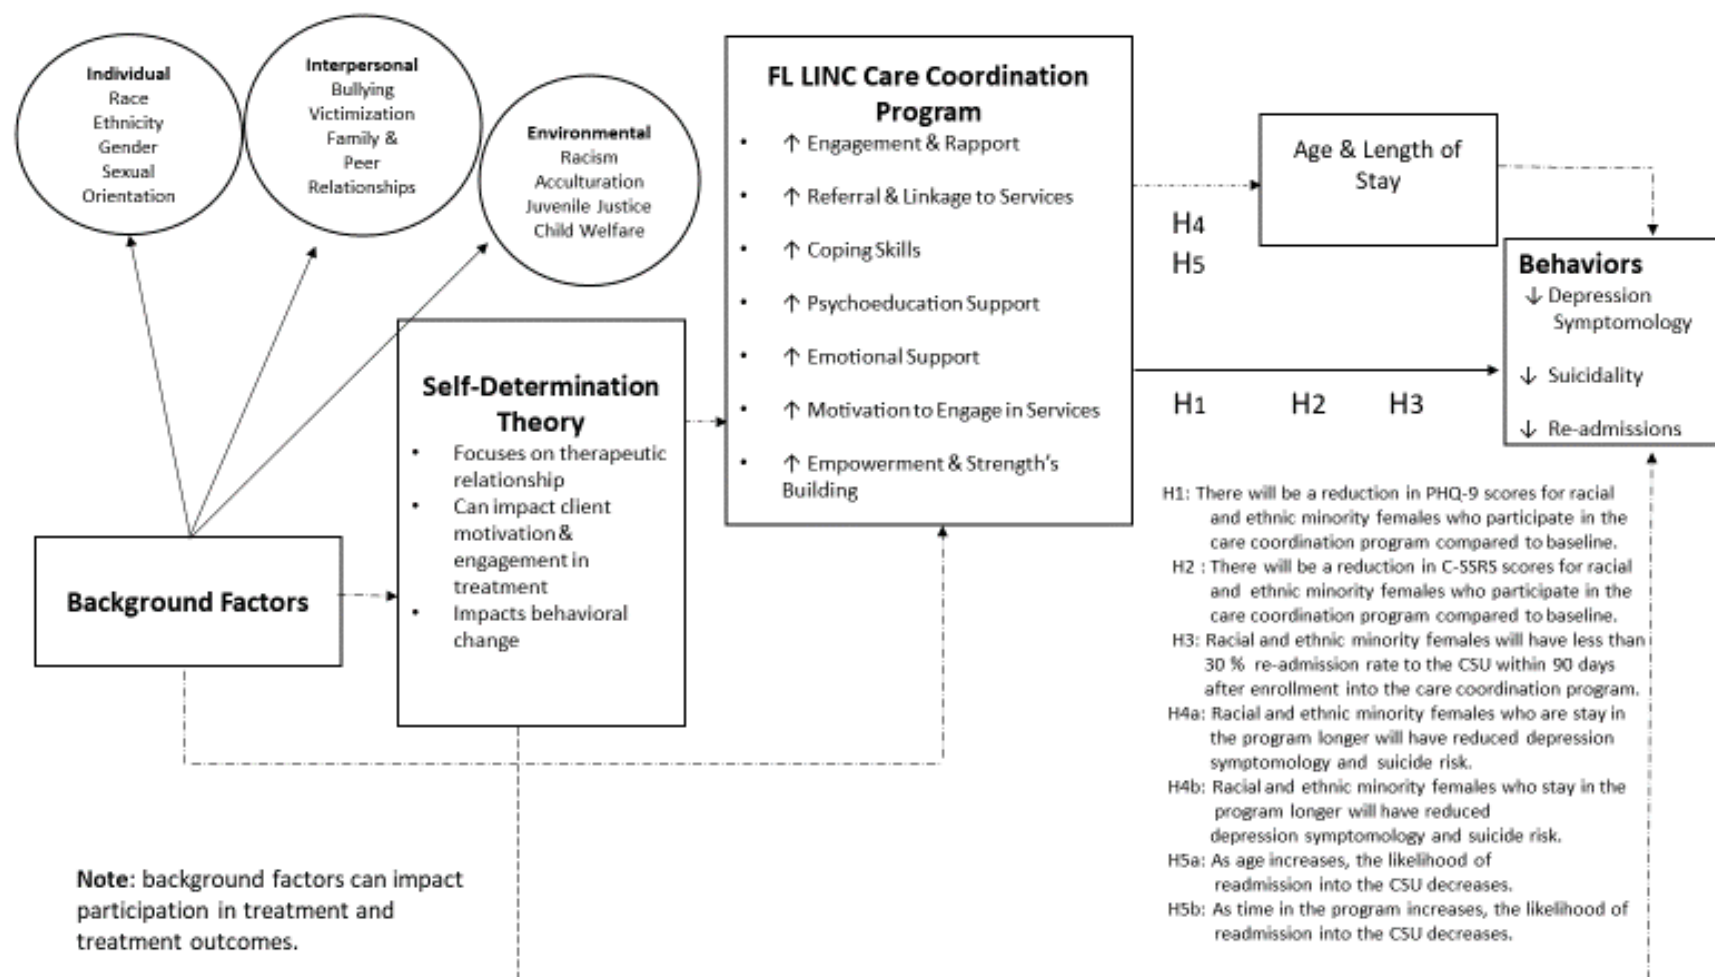 Individual
Race
Ethnicity
Gender
Sexual
Orientation
Interpersonal
Bullying
Victimization
Family &
Peer
Relationships
Environmental
Racism
Acculturation
Juvenile Justice
Child Welfare
Background Factors
Self-Determination
Theory
• Focuses on therapeutic
relationship
• Can impact client
motivation &
engagement in
treatment
• Impacts behavioral
change
FL LINC Care Coordination
Program
• ↑ Engagement & Rapport
• ↑ Referral & Linkage to Services
• ↑ Coping Skills
• ↑ Psychoeducation Support
• ↑ Emotional Support
• ↑ Motivation to Engage in Services
• ↑ Empowerment & Strength's
Building
H4
H5
Age & Length of
Stay
H1 H2 H3
Behaviors
↓ Depression
Symptomology
↓ Suicidality
↓ Re-admissions
H1: There will be a reduction in PHQ-9 scores for racial
and ethnic minority females who participate in the
care coordination program compared to baseline.
H2 : There will be a reduction in C-SSRS scores for racial
and ethnic minority females who participate in the
care coordination program compared to baseline.
H3: Racial and ethnic minority females will have less than
30 % re-admission rate to the CSU within 90 days
after enrollment into the care coordination program.
H4a: Racial and ethnic minority females who are stay in
the program longer will have reduced depression
symptomology and suicide risk.
H4b: Racial and ethnic minority females who stay in the
program longer will have reduced
depression symptomology and suicide risk.
H5a: As age increases, the likelihood of
readmission into the CSU decreases.
H5b: As time in the program increases, the likelihood of
readmission into the CSU decreases.
Note: background factors can impact
participation in treatment and
treatment outcomes.